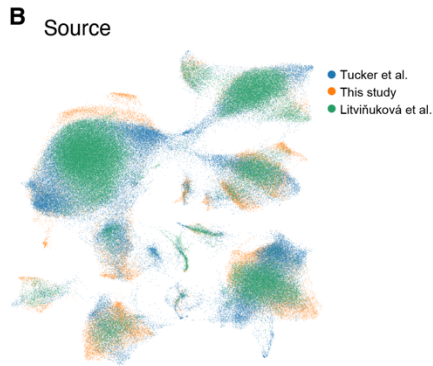 B
Source
Tucker et al.
This study
Litviňuková et al.